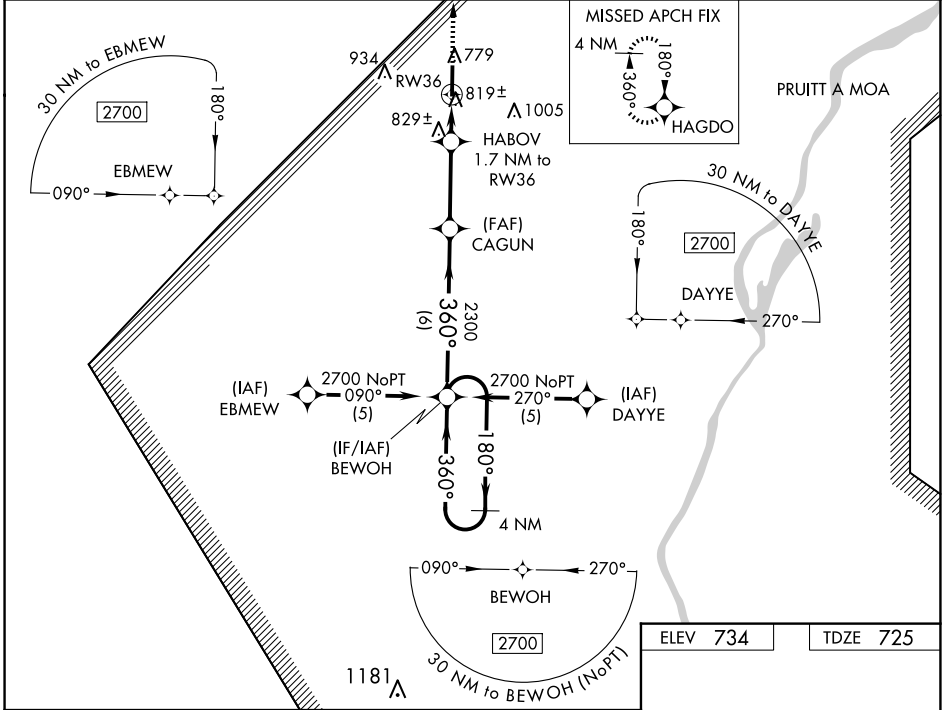 30 NM to EBMEW
2700
180°
EBMEW
090°
934
779
RW36
819±
1005
829±
HABOV
1.7 NM to
RW36
MISSED APCH FIX
4 NM
180°
360°
HAGDO
PRUITT A MOA
30 NM to DAYYE
180°
2700
DAYYE
270°
(FAF)
CAGUN
2300
360°
(6)
(IAF)
EBMEW
2700 NoPT
090°
(5)
2700 NoPT
270°
(5)
(IAF)
DAYYE
(IF/IAF)
BEWOH
360°
180°
4 NM
090°
270°
BEWOH
2700
30 NM to BEWOH (NoPT)
1181
ELEV 734
TDZE 725